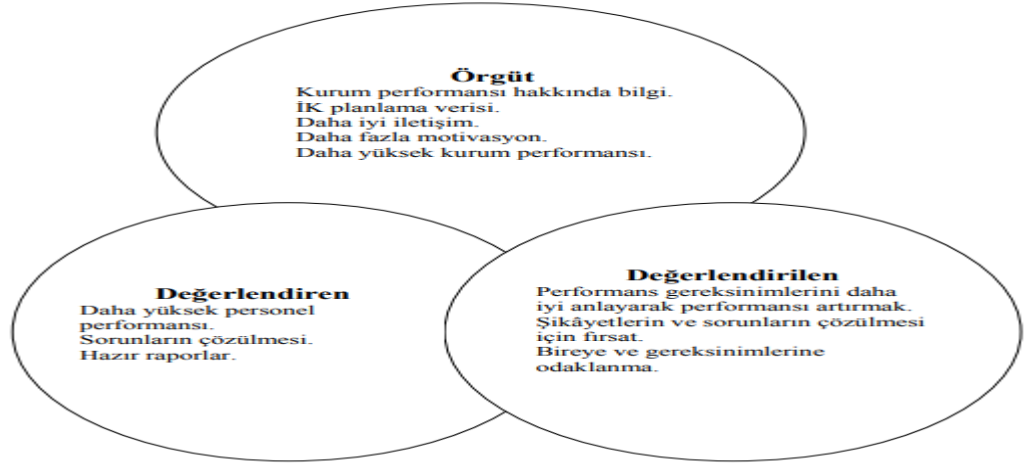 Örgüt
Kurum performansı hakkında bilgi.
İK planlama verisi.
Daha iyi iletişim.
Daha fazla motivasyon.
Daha yüksek kurum performansı.
Değerlendiren
Daha yüksek personel
performansı.
Sorunların çözülmesi.
Hazır raporlar.
Değerlendirilen
Performans gereksinimlerini daha
iyi anlayarak performansı artırmak.
Şikâyetlerin ve sorunların çözülmesi
için fırsat.
Bireye ve gereksinimlerine
odaklanma.